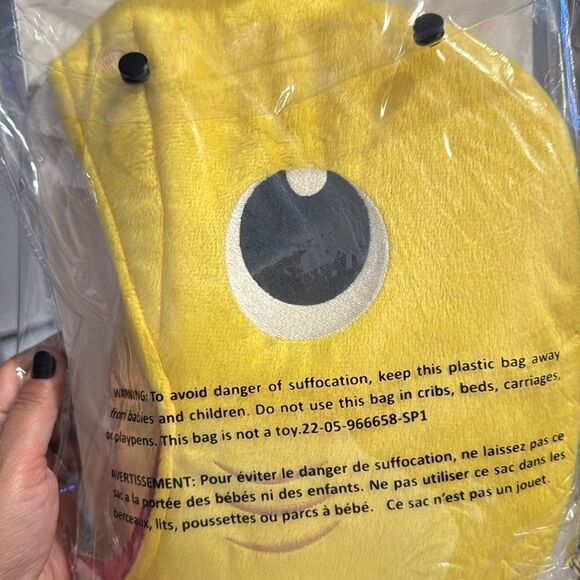 WARNING: To avoid danger of suffocation, keep this plastic bag away
from babies and children. Do not use this bag in cribs, beds, carriages,
or playpens. This bag is not a toy.22-05-966658-SP1
AVERTISSEMENT: Pour éviter le danger de suffocation, ne laissez pas ce
sac a la portée des bébés ni des enfants. Ne pas utiliser ce sac dans les
berceaux, lits, poussettes ou parcs à bébé. Ce sac n'est pas un jouet.